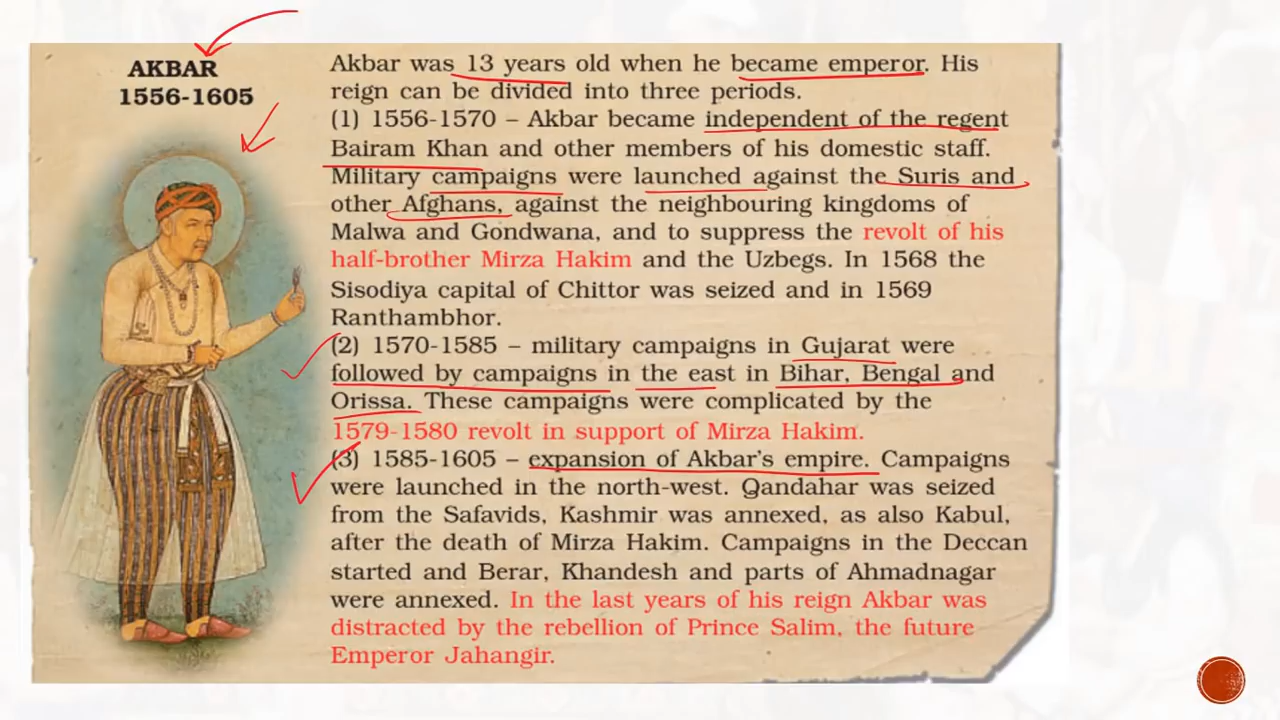 AKBAR
1556-1605
Akbar was 13 years old when he became emperor. His
reign can be divided into three periods.
(1) 1556-1570 – Akbar became independent of the regent
Bairam Khan and other members of his domestic staff.
Military campaigns were launched against the Suris and
other Afghans, against the neighbouring kingdoms of
Malwa and Gondwana, and to suppress the revolt of his
half-brother Mirza Hakim and the Uzbegs. In 1568 the
Sisodiya capital of Chittor was seized and in 1569
Ranthambhor.
(2) 1570-1585 – military campaigns in Gujarat were
followed by campaigns in the east in Bihar, Bengal and
Orissa. These campaigns were complicated by the
1579-1580 revolt in support of Mirza Hakim.
(3) 1585-1605 – expansion of Akbar's empire. Campaigns
were launched in the north-west. Qandahar was seized
from the Safavids, Kashmir was annexed, as also Kabul,
after the death of Mirza Hakim. Campaigns in the Deccan
started and Berar, Khandesh and parts of Ahmadnagar
were annexed. In the last years of his reign Akbar was
distracted by the rebellion of Prince Salim, the future
Emperor Jahangir.